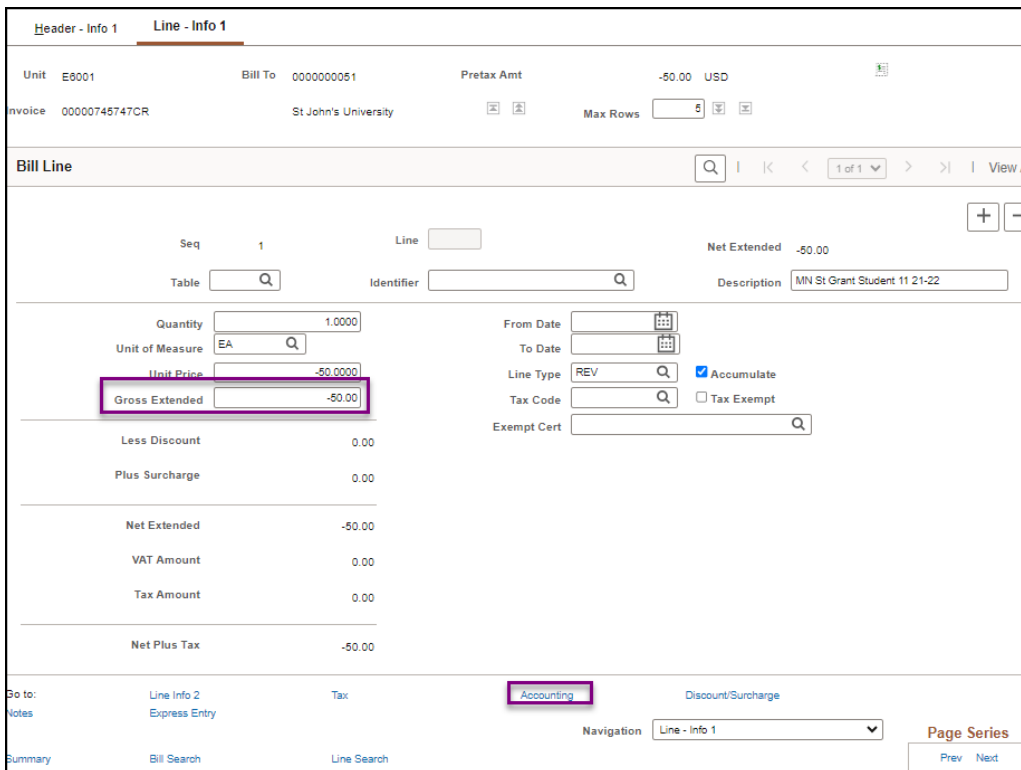 Header - Info 1 Line - Info 1
Unit E6001 Bill To 0000000051 Pretax Amt -50.00 USD
Invoice 00000745747CR St John's University Max Rows 5
Bill Line 1 of 1 View
Seq 1 Line Net Extended -50.00
Table Identifier Description MN St Grant Student 11 21-22
Quantity 1.0000 From Date
Unit of Measure EA To Date
Unit Price -50.0000 Line Type REV Accumulate
Gross Extended -50.00 Tax Code Tax Exempt
Exempt Cert
Less Discount 0.00
Plus Surcharge 0.00
Net Extended -50.00
VAT Amount 0.00
Tax Amount 0.00
Net Plus Tax -50.00
Go to: Line Info 2 Tax Accounting Discount/Surcharge
Notes Express Entry
Navigation Line - Info 1 Page Series
Summary Bill Search Line Search Prev Next